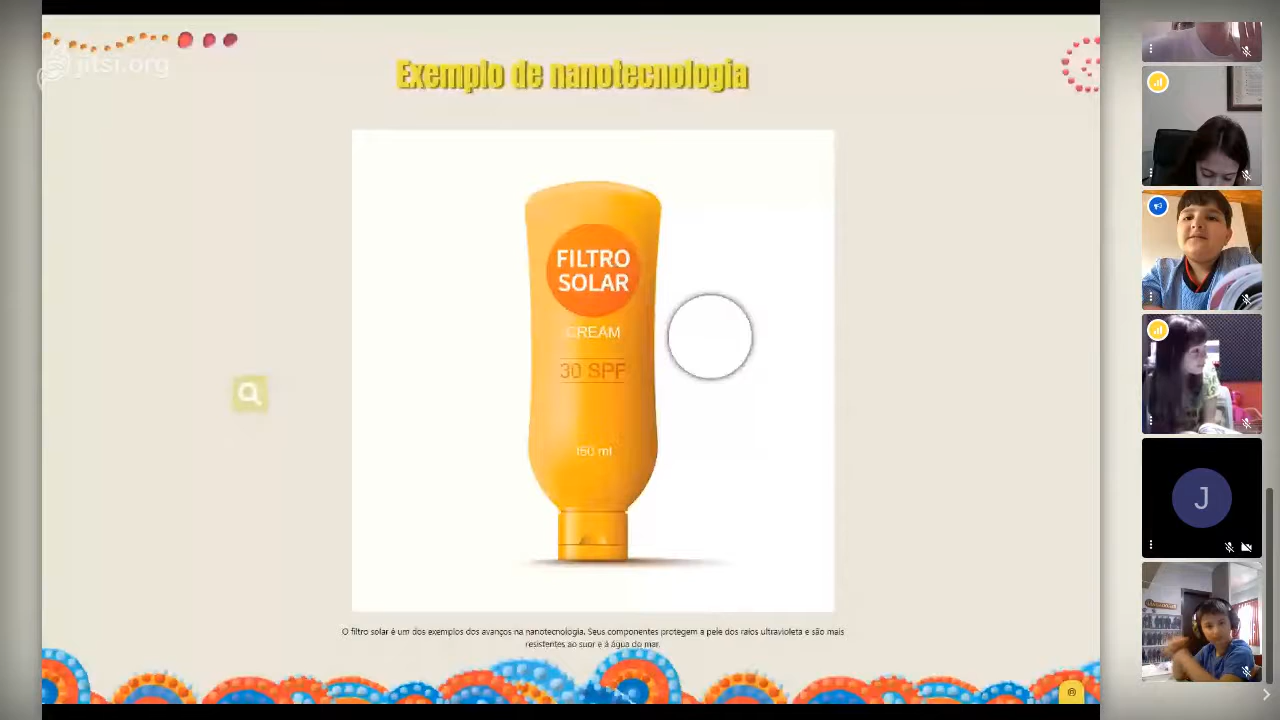 jitsi.org
Exemplo de nanotecnologia
FILTRO
SOLAR
CREAM
30 SPF
150 ml
O filtro solar é um dos exemplos dos avanços na nanotecnologia. Seus componentes protegem a pele dos raios ultravioleta e são mais
resistentes ao suor e à água do mar.
J